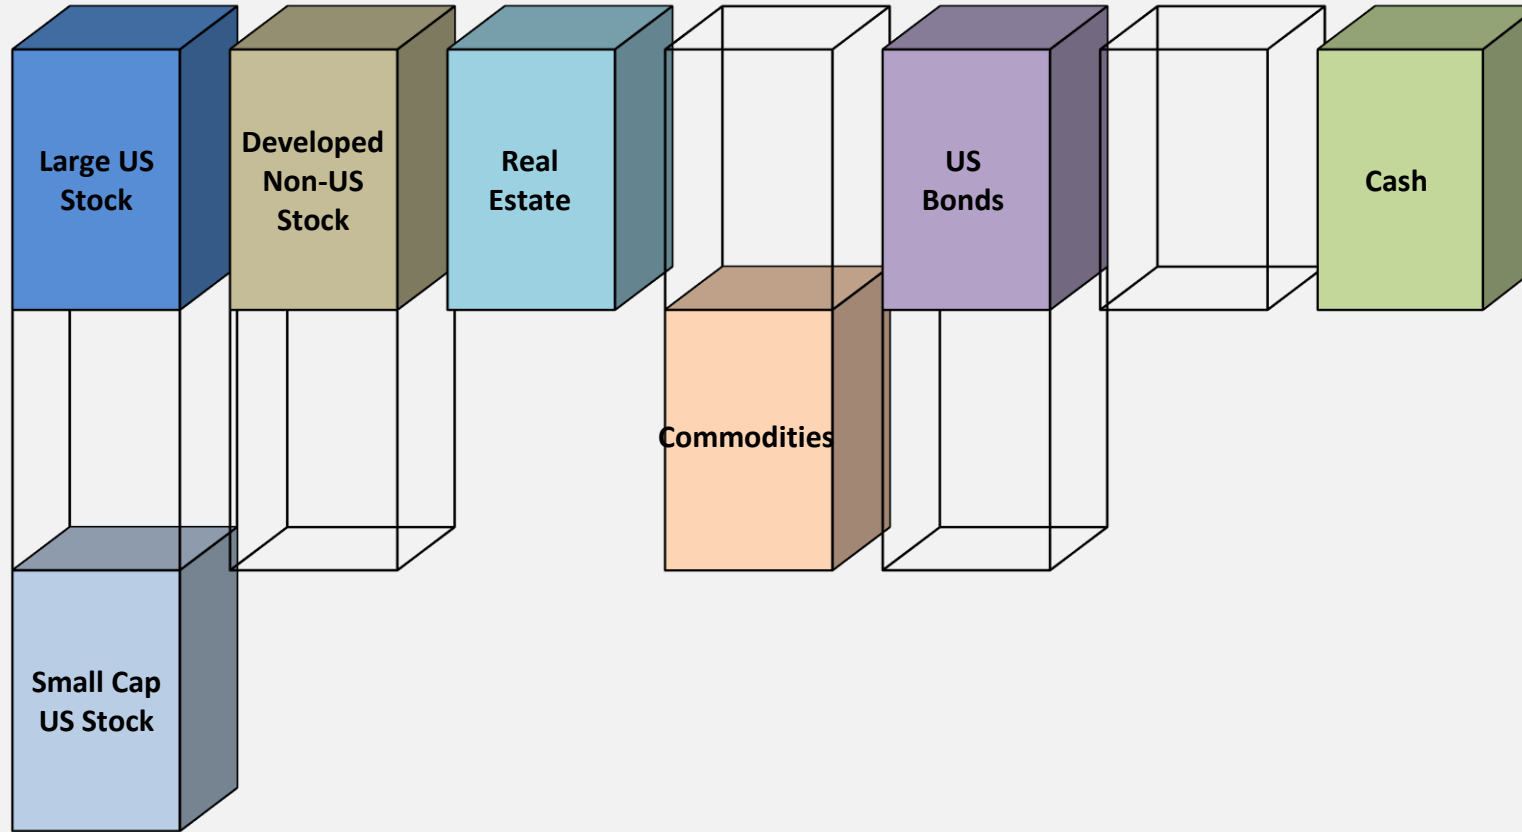 Large US
Stock
Developed
Non-US
Stock
Real
Estate
US
Bonds
Cash
Commodities
Small Cap
US Stock